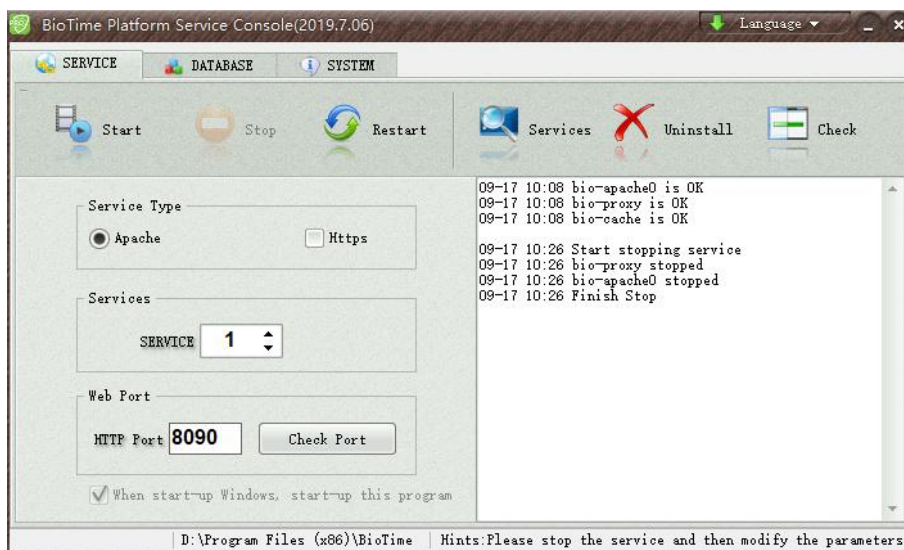 BioTime Platform Service Console(2019.7.06)
Language
SERVICE
DATABASE
SYSTEM
Start
Stop
Restart
Services
Uninstall
Check
Service Type
Apache
Https
Services
SERVICE 1
Web Port
HTTP Port 8090
Check Port
When start-up Windows, start-up this program
09-17 10:08 bio-apache0 is OK
09-17 10:08 bio-proxy is OK
09-17 10:08 bio-cache is OK
09-17 10:26 Start stopping service
09-17 10:26 bio-proxy stopped
09-17 10:26 bio-apache0 stopped
09-17 10:26 Finish Stop
D:\Program Files (x86)\BioTime
Hints:Please stop the service and then modify the parameters